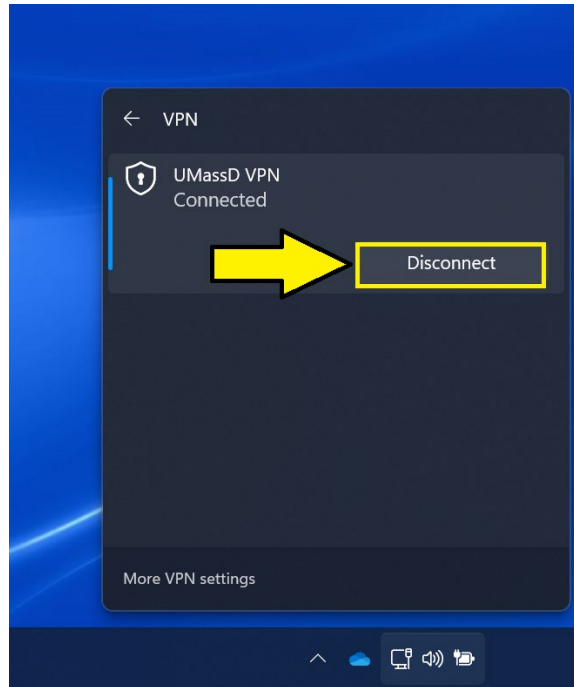 VPN
UMassD VPN
Connected
Disconnect
More VPN settings